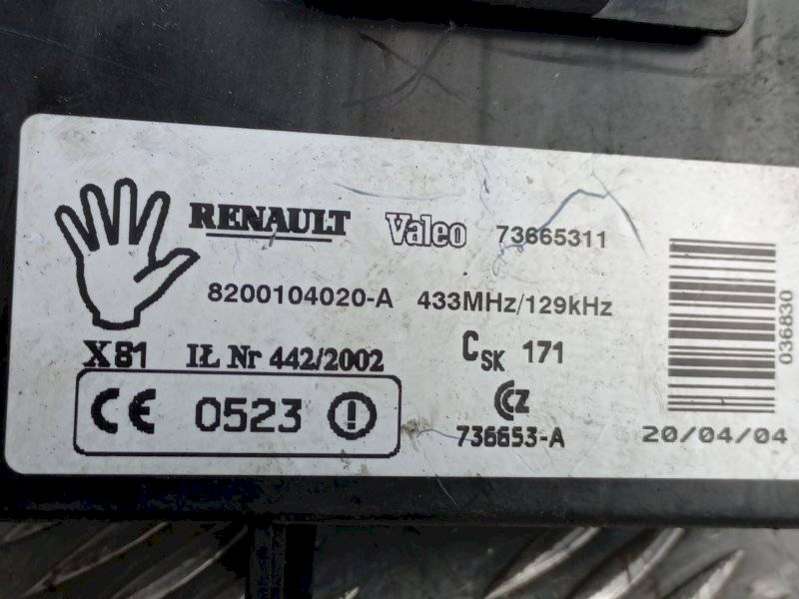 RENAULT Valeo 73665311
8200104020-A 433MHz/129kHz
X81 IŁ Nr 442/2002 CSK 171
CE 0523
736653-A
20/04/04
036830